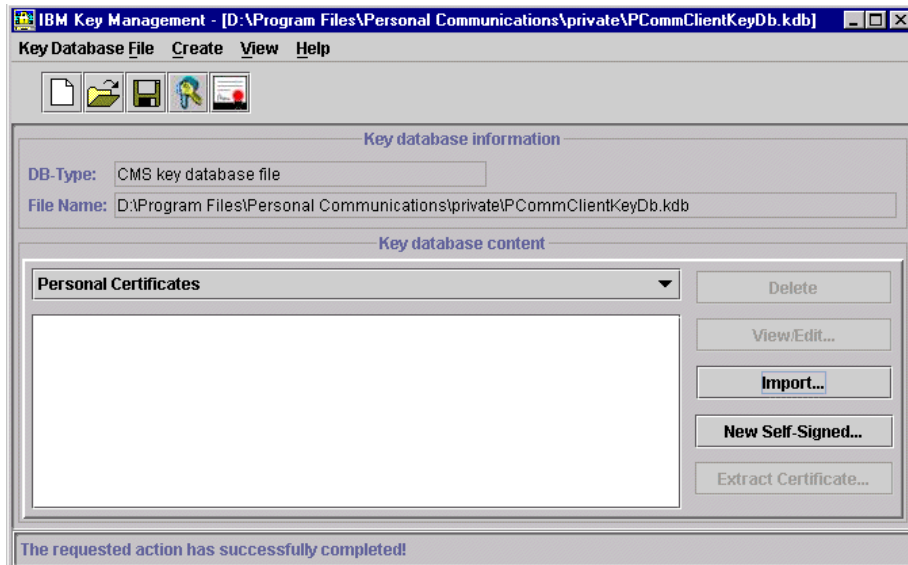 IBM Key Management - [D:\Program Files\Personal Communications\private\PCommClientKeyDb.kdb]
Key Database File Create View Help
Key database information
DB-Type: CMS key database file
File Name: D:\Program Files\Personal Communications\private\PCommClientKeyDb.kdb
Key database content
Personal Certificates
Delete
View/Edit...
Import...
New Self-Signed...
Extract Certificate...
The requested action has successfully completed!